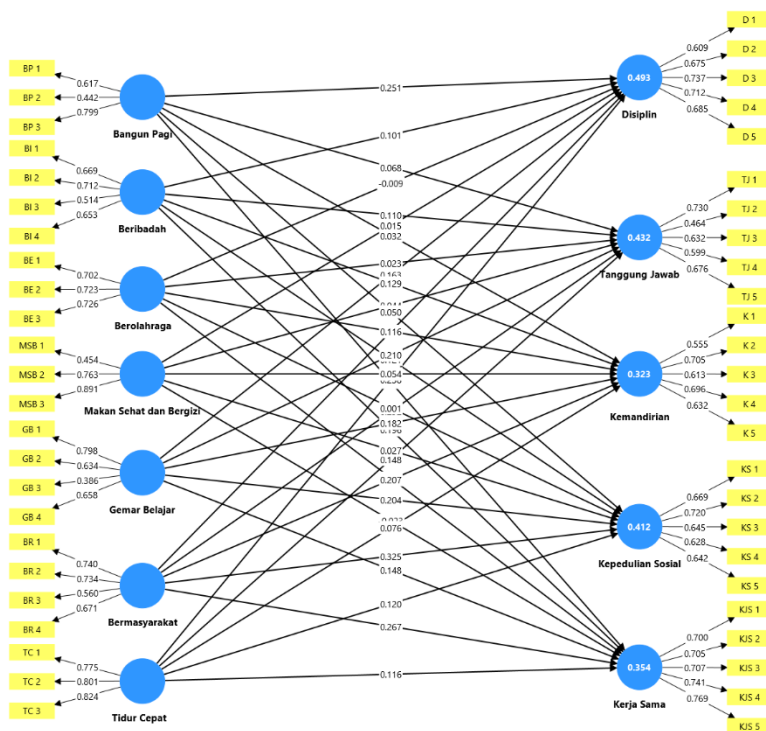 BP 1
BP 2
BP 3
0.617
0.442
0.799
Bangun Pagi
BI 1
BI 2
BI 3
BI 4
0.669
0.712
0.514
0.653
Beribadah
BE 1
BE 2
BE 3
0.702
0.723
0.726
Berolahraga
MSB 1
MSB 2
MSB 3
0.454
0.763
0.891
Makan Sehat dan Bergizi
GB 1
GB 2
GB 3
GB 4
0.798
0.634
0.386
0.658
Gemar Belajar
BR 1
BR 2
BR 3
BR 4
0.740
0.734
0.560
0.671
Bermasyarakat
TC 1
TC 2
TC 3
0.775
0.801
0.824
Tidur Cepat
0.251
0.101
-0.009
0.068
0.110
0.015
0.032
0.023
0.129
0.050
0.116
0.210
0.054
0.001
0.182
0.027
0.148
0.207
0.204
0.076
0.325
0.148
0.120
0.267
0.116
0.493
Disiplin
0.609
0.675
0.737
0.712
0.685
D 1
D 2
D 3
D 4
D 5
0.432
Tanggung Jawab
0.730
0.464
0.632
0.599
0.676
TJ 1
TJ 2
TJ 3
TJ 4
TJ 5
0.323
Kemandirian
0.555
0.705
0.613
0.696
0.632
K 1
K 2
K 3
K 4
K 5
0.412
Kepedulian Sosial
0.669
0.720
0.645
0.628
0.642
KS 1
KS 2
KS 3
KS 4
KS 5
0.354
Kerja Sama
0.700
0.705
0.707
0.741
0.769
KJS 1
KJS 2
KJS 3
KJS 4
KJS 5